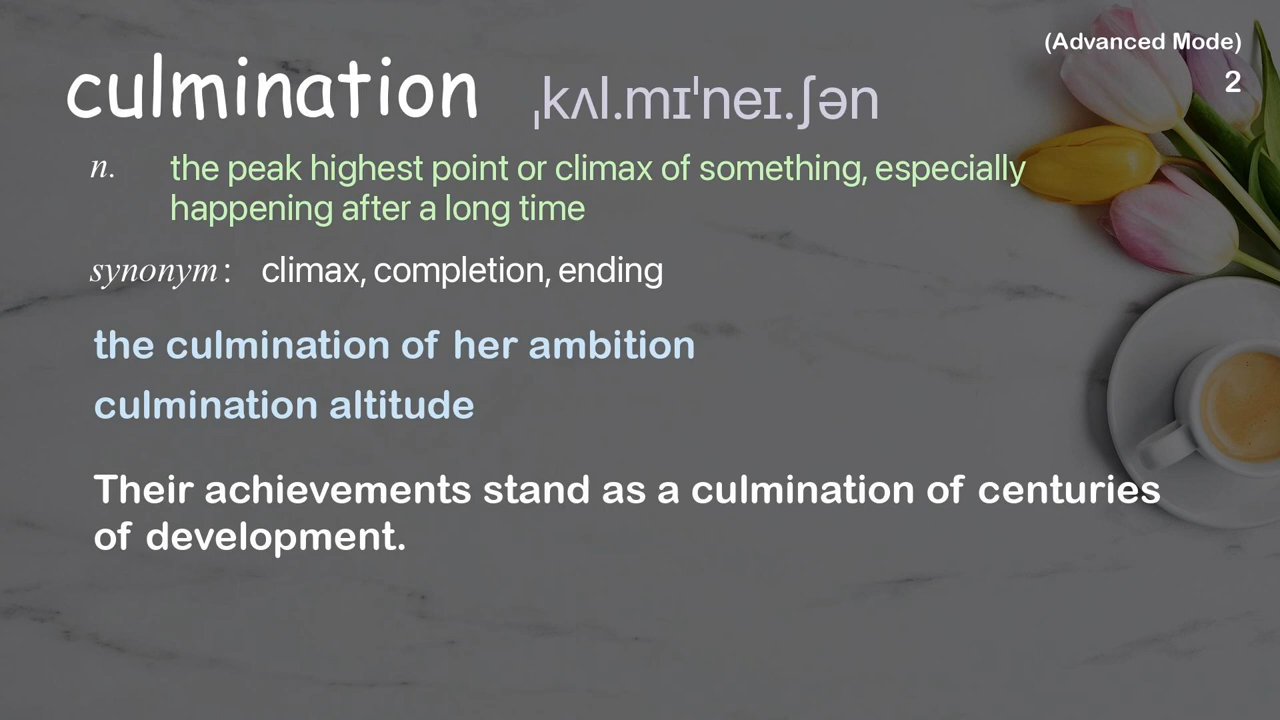 (Advanced Mode)
2
culmination ˌkʌl.mɪˈneɪ.ʃən
n. the peak highest point or climax of something, especially
happening after a long time
synonym: climax, completion, ending
the culmination of her ambition
culmination altitude
Their achievements stand as a culmination of centuries
of development.